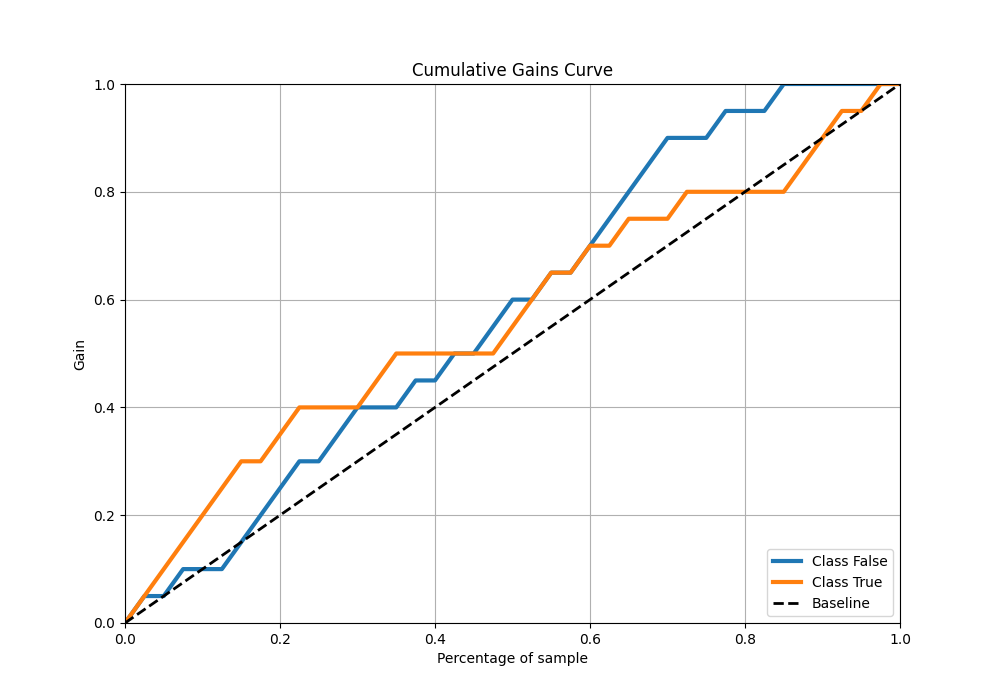 Cumulative Gains Curve
1.0
0.8
0.6
0.4
0.2
0.0
Gain
0.0 0.2 0.4 0.6 0.8 1.0
Percentage of sample
Class False
Class True
Baseline